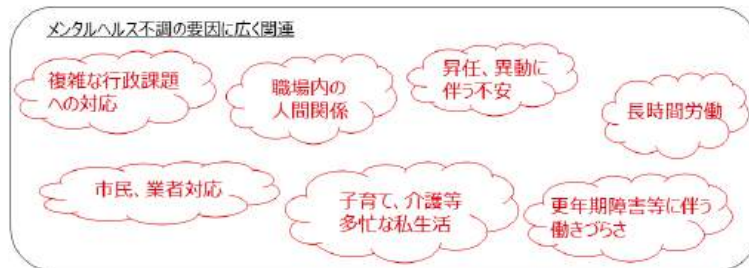 メンタルヘルス不調の要因に広く関連
複雑な行政課題
への対応
職場内の
人間関係
昇任、異動に
伴う不安
長時間労働
市民、業者対応
子育て、介護等
多忙な私生活
更年期障害等に伴う
働きづらさ